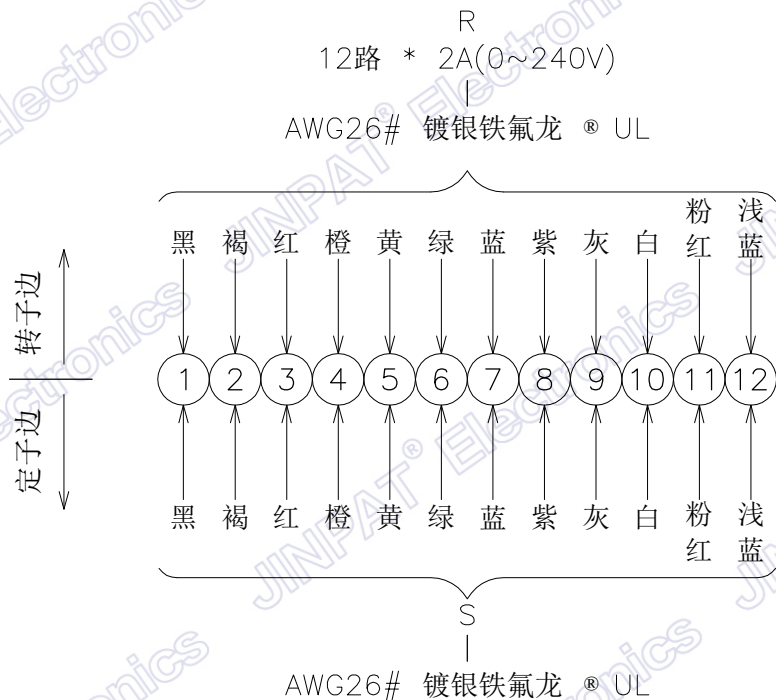 R
12路 * 2A(0~240V)
AWG26# 镀银铁氟龙 ® UL
黑 褐 红 橙 黄 绿 蓝 紫 灰 白 粉红 浅蓝
转子边
1 2 3 4 5 6 7 8 9 10 11 12
定子边
黑 褐 红 橙 黄 绿 蓝 紫 灰 白 粉红 浅蓝
S
AWG26# 镀银铁氟龙 ® UL
JINPAT® Electronics